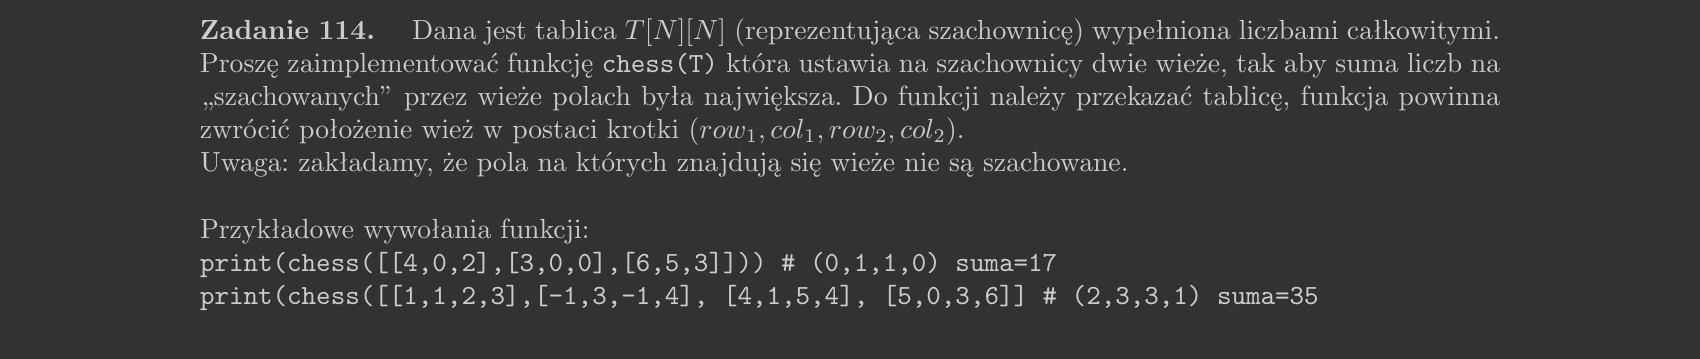 Zadanie 114. Dana jest tablica T[N][N] (reprezentująca szachownicę) wypełniona liczbami całkowitymi.
Proszę zaimplementować funkcję chess(T) która ustawia na szachownicy dwie wieże, tak aby suma liczb na
„szachowanych” przez wieże polach była największa. Do funkcji należy przekazać tablicę, funkcja powinna
zwrócić położenie wież w postaci krotki (row₁, col₁, row₂, col₂).
Uwaga: zakładamy, że pola na których znajdują się wieże nie są szachowane.
Przykładowe wywołania funkcji:
print(chess([[4,0,2],[3,0,0],[6,5,3]])) # (0,1,1,0) suma=17
print(chess([[1,1,2,3],[-1,3,-1,4], [4,1,5,4], [5,0,3,6]] # (2,3,3,1) suma=35